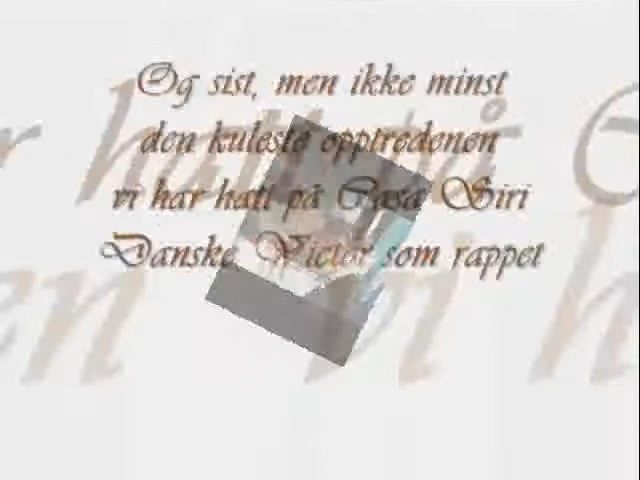 Og sist, men ikke minst
den kuleste opptredenen
vi har hatt på Casa Siri
Danske Victor som rappet